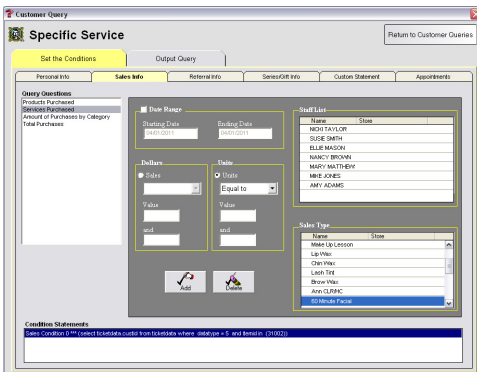 Customer Query
Specific Service
Return to Customer Queries
Set the Conditions
Output Query
Personal Info
Sales Info
Referral Info
Series/Gift Info
Custom Statement
Appointments
Query Questions
Products Purchased
Services Purchased
Amount of Purchases by Category
Total Purchases
Date Range
Starting Date
Ending Date
04/01/2011
04/01/2011
Dollars
Sales
Value
and
Units
Units
Equal to
Value
and
Add
Delete
Staff List
Name Store
NICKI TAYLOR
SUSIE SMITH
ELLIE MASON
NANCY BROWN
MARY MATTHEW
MIKE JONES
AMY ADAMS
Sales Type
Name Store
Make Up Lesson
Lip Wax
Chin Wax
Lash Tint
Brow Wax
Ann CLR/HC
60 Minute Facial
Condition Statements
Sales Condition 0 *** (select ticketdata.custid from ticketdata where datatype = 5 and itemid in (31002))